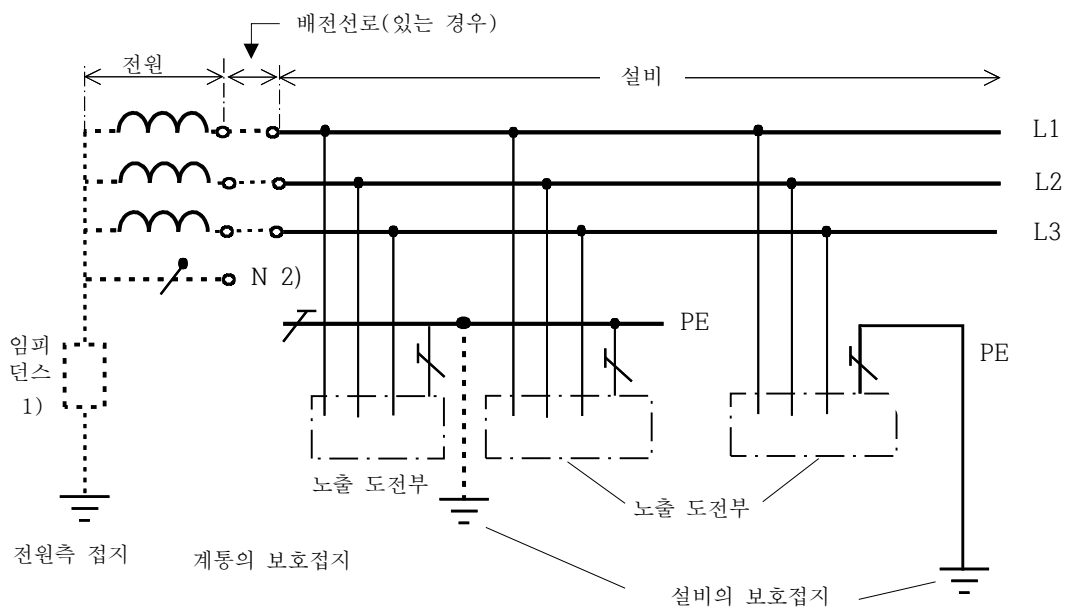 배전선로(있는 경우)
전원
설비
L1
L2
L3
N 2)
PE
임피
던스
1)
PE
노출 도전부
노출 도전부
전원측 접지
계통의 보호접지
설비의 보호접지